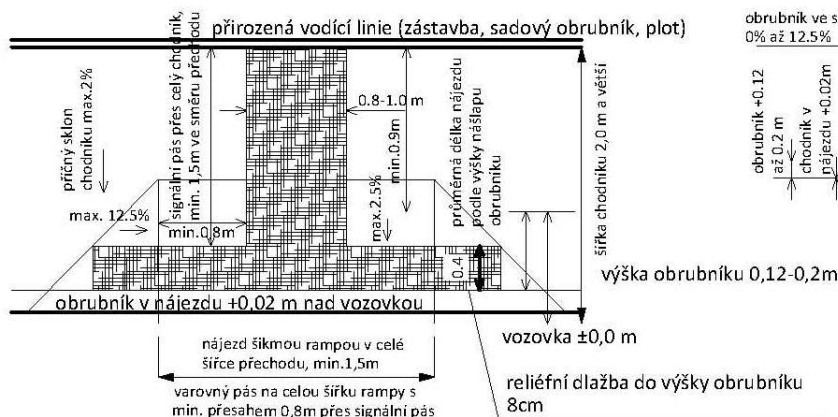 přirozená vodící linie (zástavba, sadový obrubník, plot)
obrubník ve s
0% až 12.5%
příčný sklon
chodníku max.2%
signální pás přes celý chodník,
min. 1,5m ve směru přechodu
0.8-1.0 m
min.0.9m
průměrná délka nájezdu
podle výšky nášlapu
obrubníku
šířka chodníku 2,0 m a větší
obrubník +0.12
až 0.2 m
chodník v
nájezdu +0.02m
max. 12.5%
min.0.8m
max.2.5%
0.4
výška obrubníku 0,12-0,2m
obrubník v nájezdu +0,02 m nad vozovkou
vozovka ±0,0 m
nájezd šikmou rampou v celé
šířce přechodu, min.1,5m
varovný pás na celou šířku rampy s
min. přesahem 0,8m přes signální pás
reliéfní dlažba do výšky obrubníku
8cm